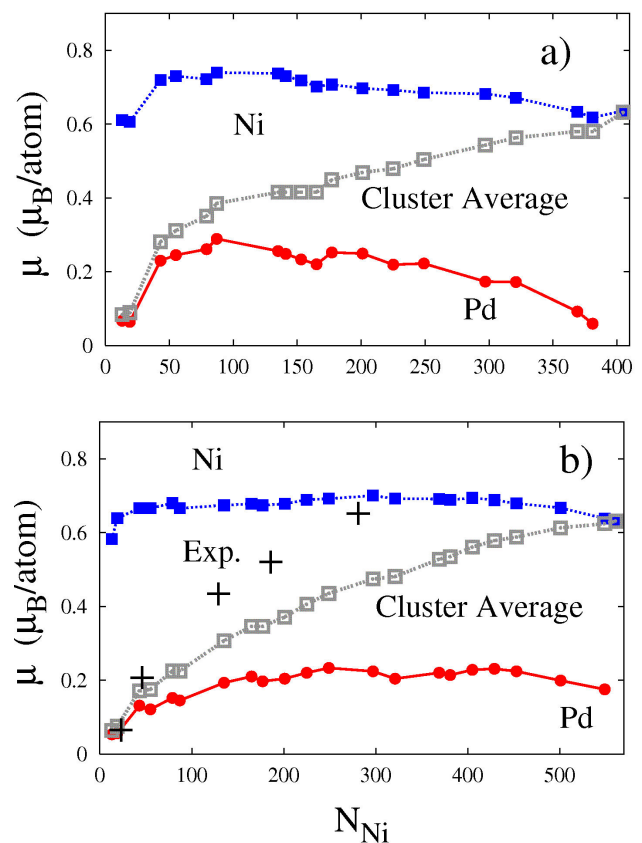 a)
0.8
Ni
0.6
μ (μB/atom)
0.4
Cluster Average
0.2
Pd
0
0 50 100 150 200 250 300 350 400
b)
0.8
Ni
0.6
Exp.
μ (μB/atom)
0.4
Cluster Average
0.2
Pd
0
0 100 200 300 400 500
NNi